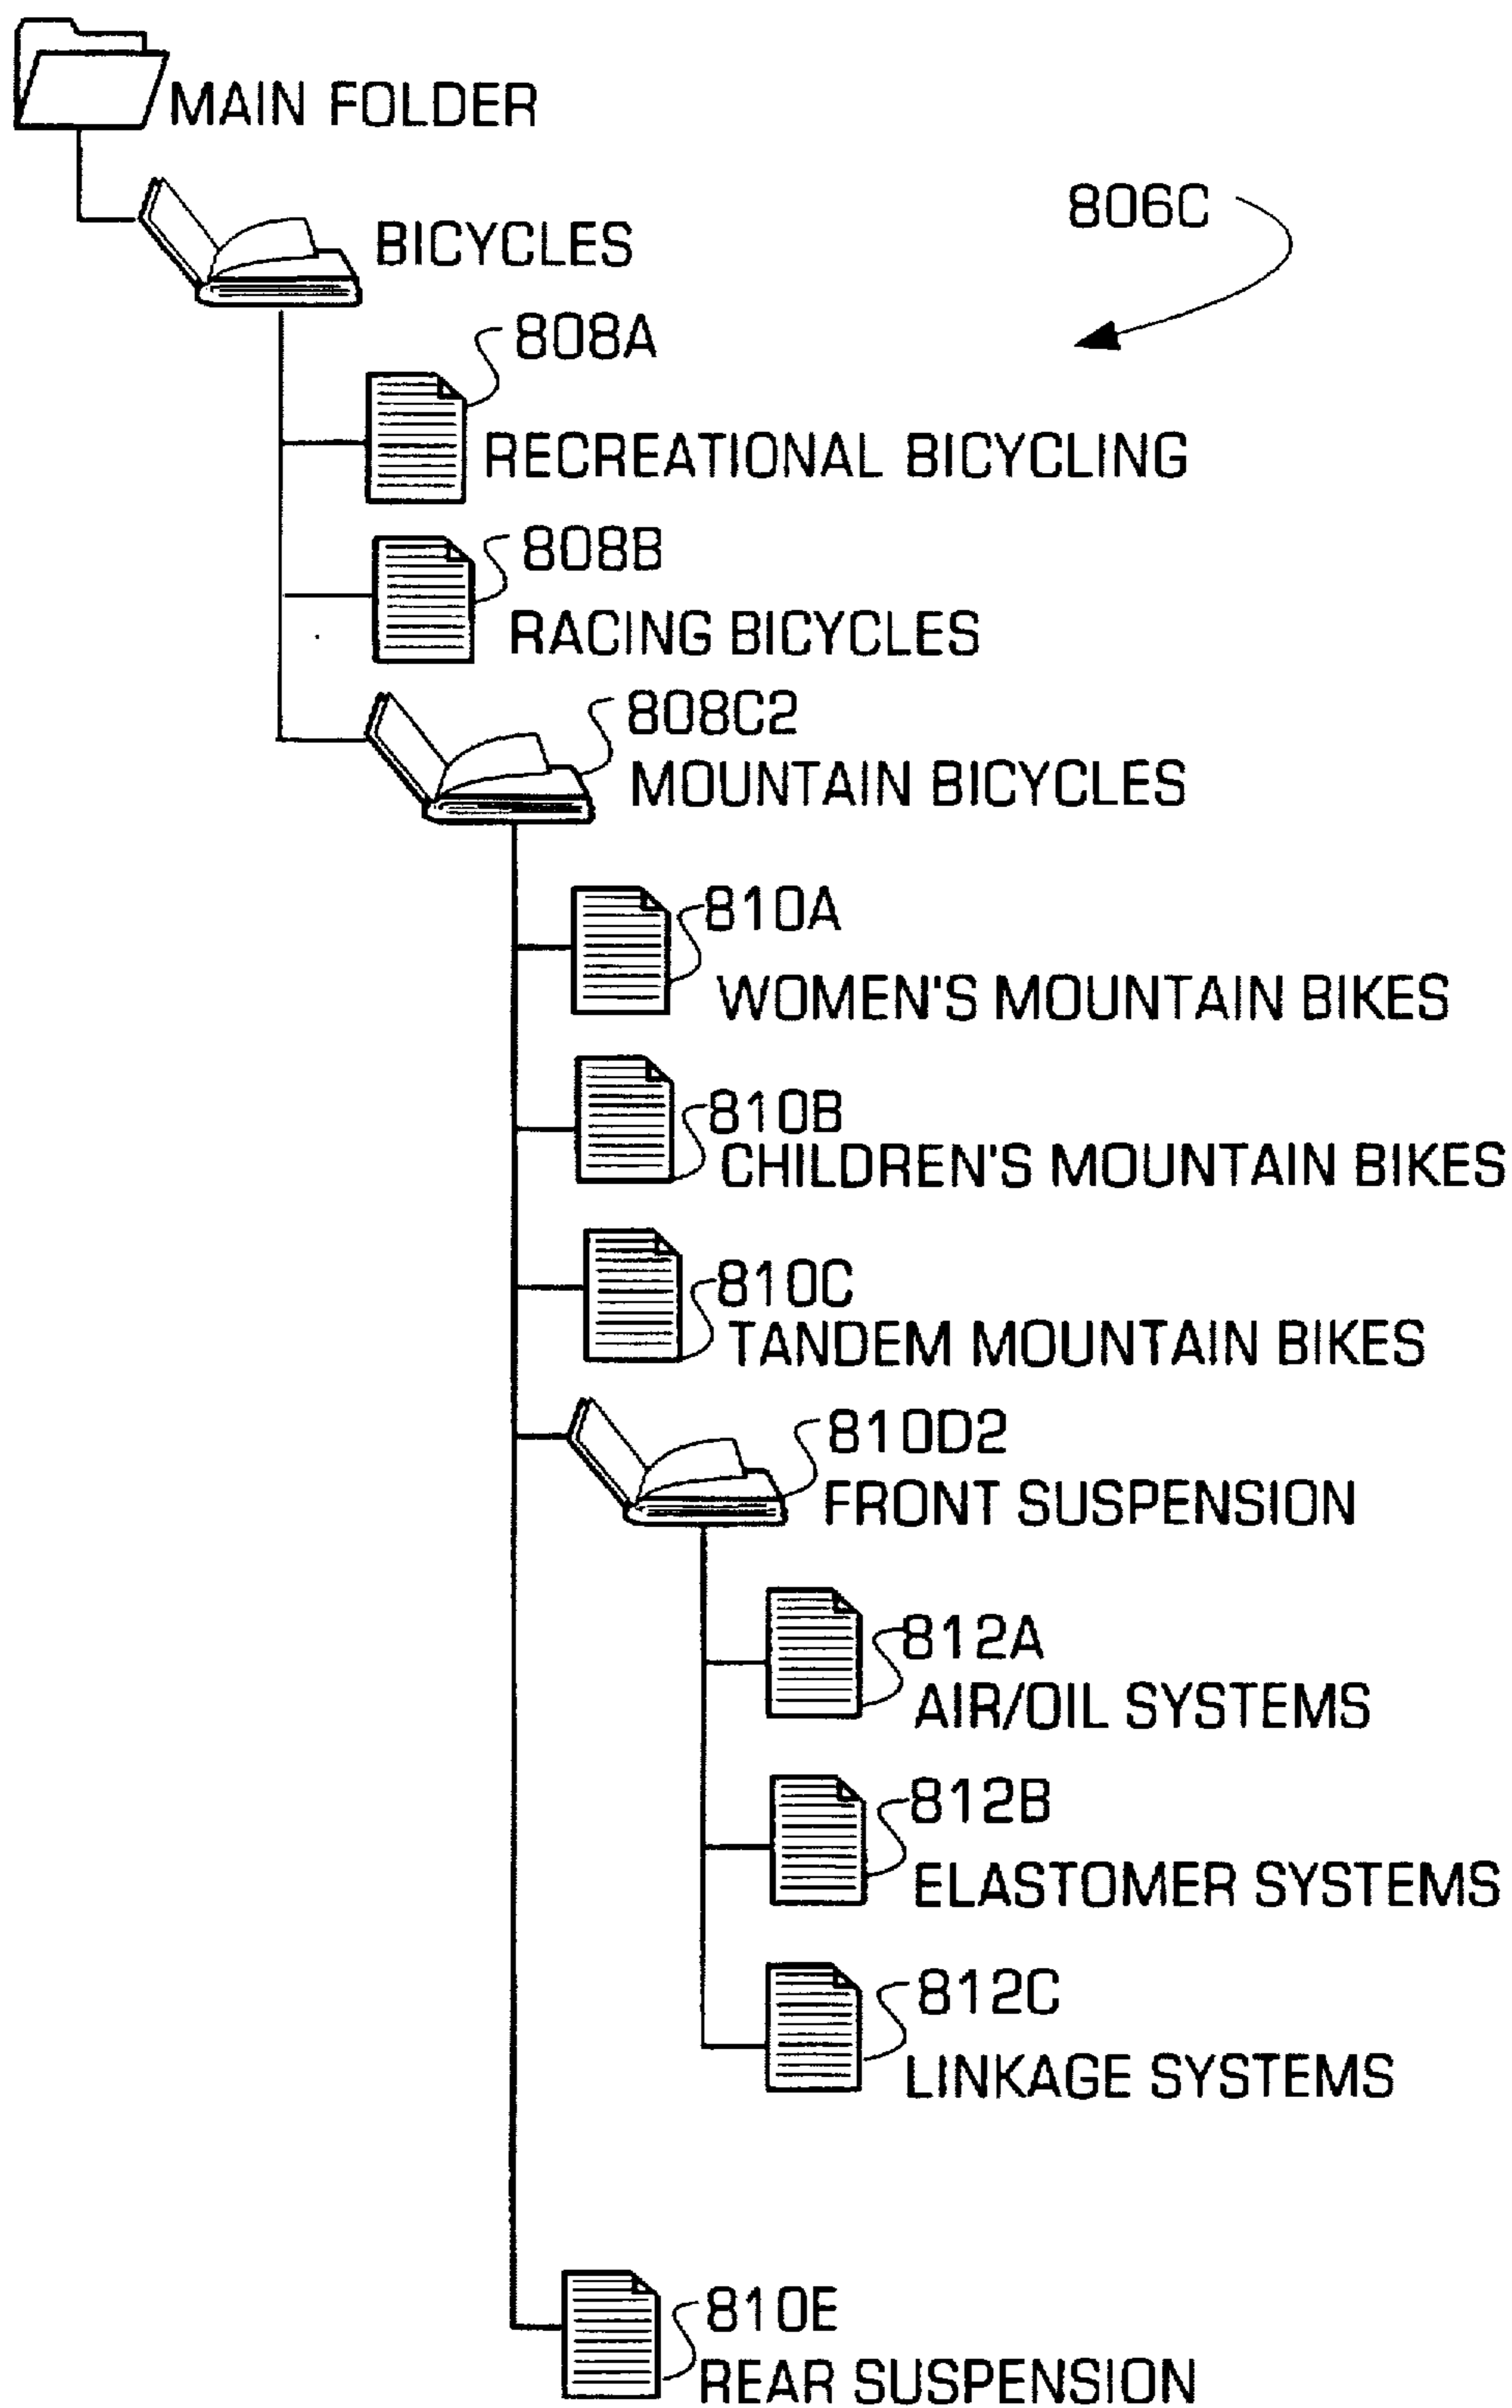 MAIN FOLDER
806C
BICYCLES
808A
RECREATIONAL BICYCLING
808B
RACING BICYCLES
808C2
MOUNTAIN BICYCLES
810A
WOMEN'S MOUNTAIN BIKES
810B
CHILDREN'S MOUNTAIN BIKES
810C
TANDEM MOUNTAIN BIKES
810D2
FRONT SUSPENSION
812A
AIR/OIL SYSTEMS
812B
ELASTOMER SYSTEMS
812C
LINKAGE SYSTEMS
810E
REAR SUSPENSION